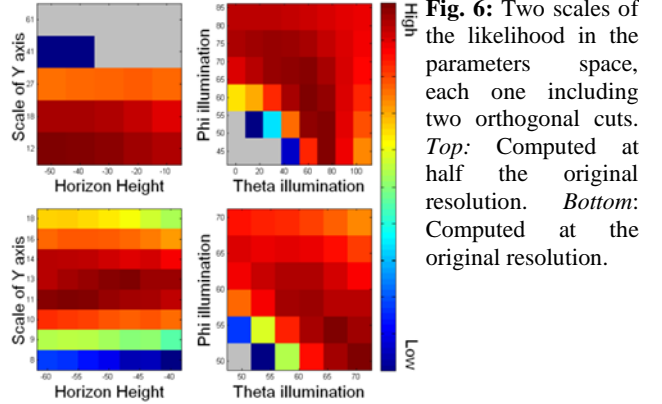 61
41
27
18
12
Scale of Y axis
-50 -40 -30 -20 -10
Horizon Height
85
80
75
70
65
60
55
50
45
Phi illumination
0 20 40 60 80 100
Theta illumination
18
16
14
13
11
10
9
8
Scale of Y axis
-60 -55 -50 -45 -40
Horizon Height
70
65
60
55
50
Phi illumination
50 55 60 65 70
Theta illumination
High
Low
Fig. 6: Two scales of
the likelihood in the
parameters space,
each one including
two orthogonal cuts.
Top: Computed at
half the original
resolution. Bottom:
Computed at the
original resolution.